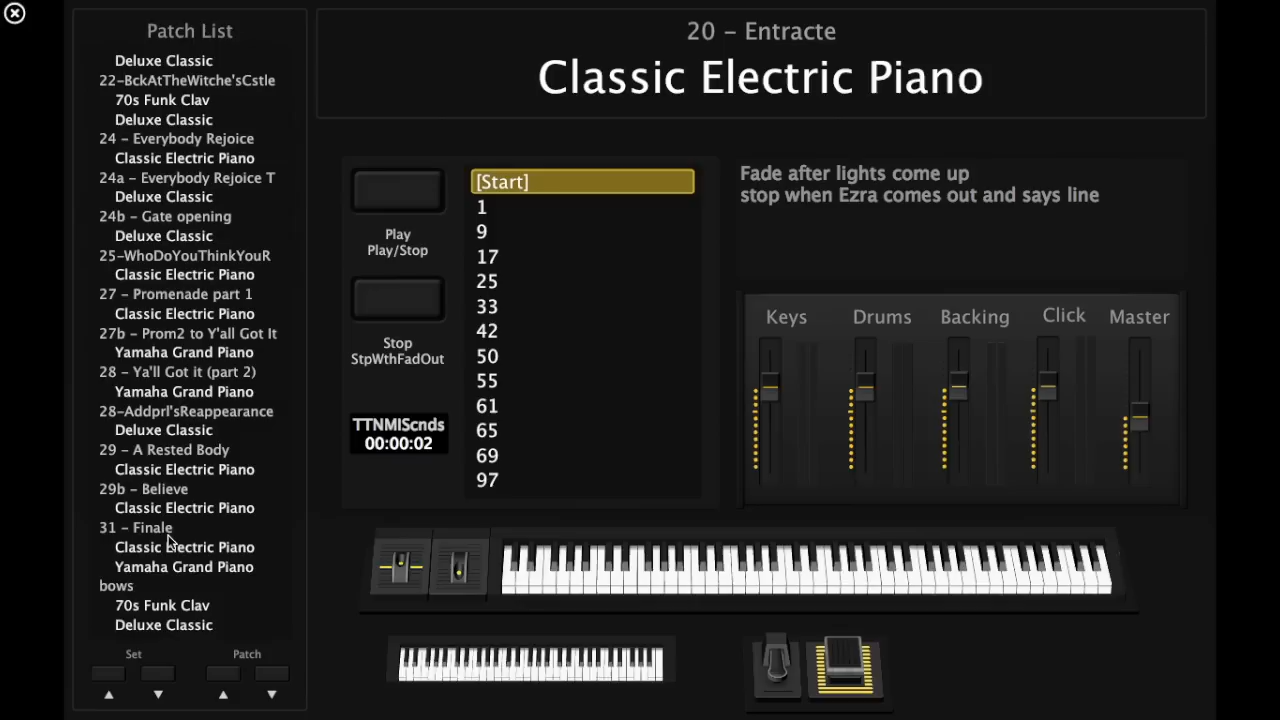 Patch List
Deluxe Classic
22-BckAtTheWitche'sCstle
70s Funk Clav
Deluxe Classic
24 - Everybody Rejoice
Classic Electric Piano
24a - Everybody Rejoice T
Deluxe Classic
24b - Gate opening
Deluxe Classic
25-WhoDoYouThinkYouR
Classic Electric Piano
27 - Promenade part 1
Classic Electric Piano
27b - Prom2 to Y'all Got It
Yamaha Grand Piano
28 - Ya'll Got it (part 2)
Yamaha Grand Piano
28-Addprl'sReappearance
Deluxe Classic
29 - A Rested Body
Classic Electric Piano
29b - Believe
Classic Electric Piano
31 - Finale
Classic Electric Piano
Yamaha Grand Piano
bows
70s Funk Clav
Deluxe Classic
Set
Patch
20 - Entracte
Classic Electric Piano
Play
Play/Stop
Stop
StpWthFadOut
TTNMIScnds
00:00:02
[Start]
1
9
17
25
33
42
50
55
61
65
69
97
Fade after lights come up
stop when Ezra comes out and says line
Keys
Drums
Backing
Click
Master